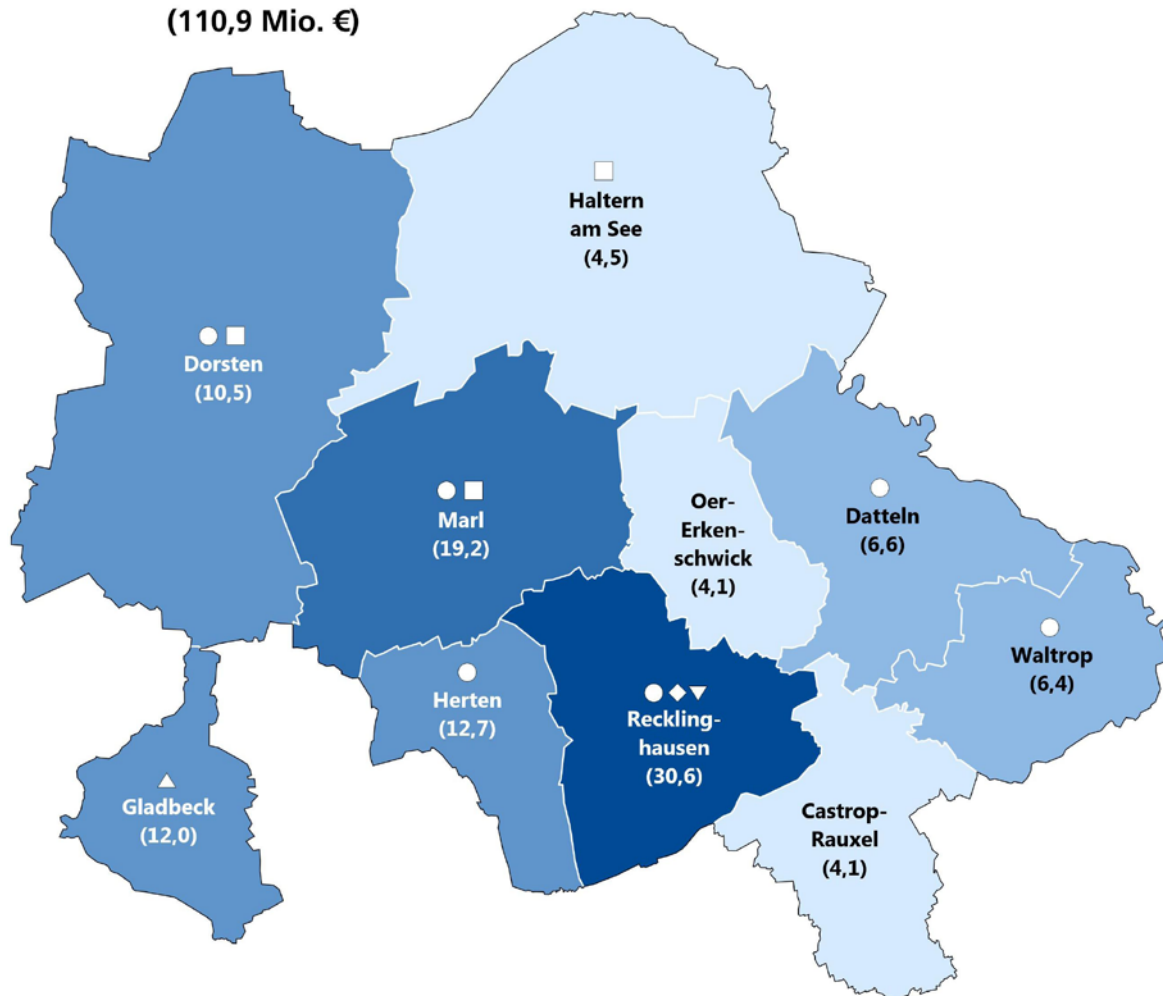 (110,9 Mio. €)
Haltern
am See
(4,5)
Dorsten
(10,5)
Marl
(19,2)
Oer-
Erken-
schwick
(4,1)
Datteln
(6,6)
Waltrop
(6,4)
Herten
(12,7)
Reckling-
hausen
(30,6)
Gladbeck
(12,0)
Castrop-
Rauxel
(4,1)